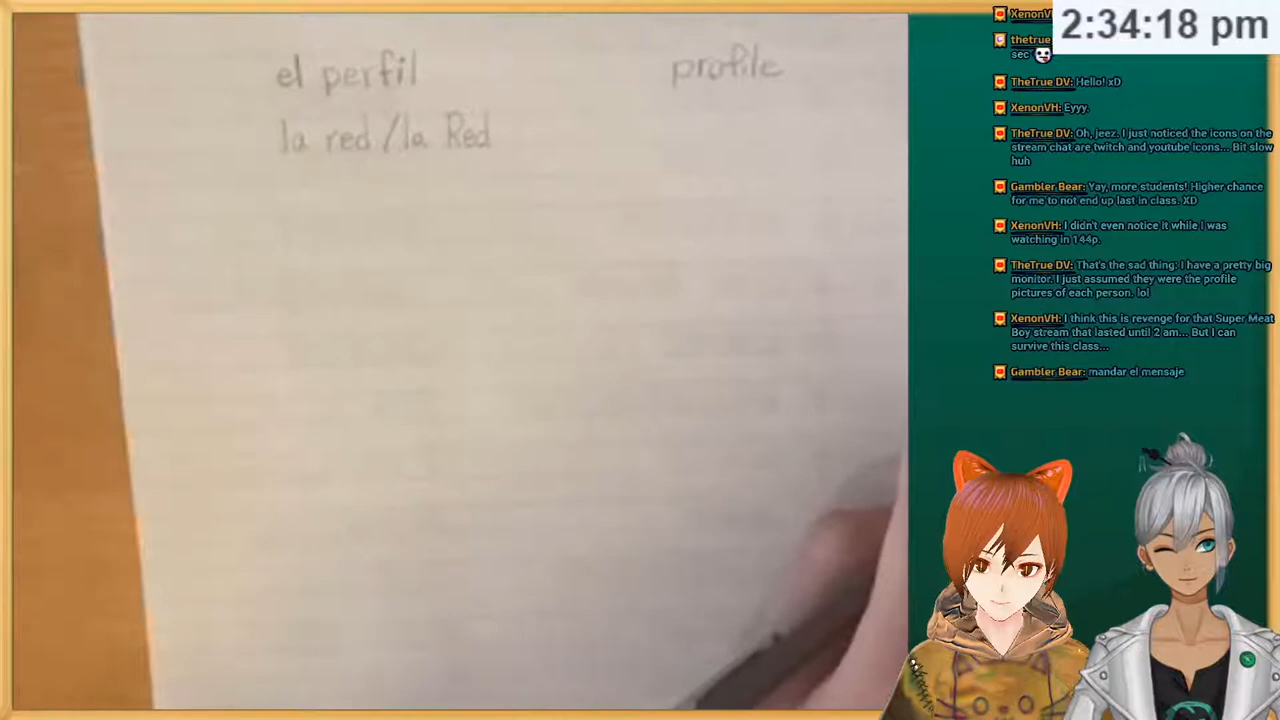 el perfil profile
la red/la Red
2:34:18 pm
XenonV
thetrue
sec
TheTrue DV: Hello! xD
XenonVH: Eyyy.
TheTrue DV: Oh, jeez. I just noticed the icons on the
stream chat are twitch and youtube icons... Bit slow
huh
Gambler Bear: Yay, more students! Higher chance
for me to not end up last in class. XD
XenonVH: I didn't even notice it while I was
watching in 144p.
TheTrue DV: That's the sad thing: I have a pretty big
monitor. I just assumed they were the profile
pictures of each person. lol
XenonVH: I think this is revenge for that Super Meat
Boy stream that lasted until 2 am... But I can
survive this class...
Gambler Bear: mandar el mensaje